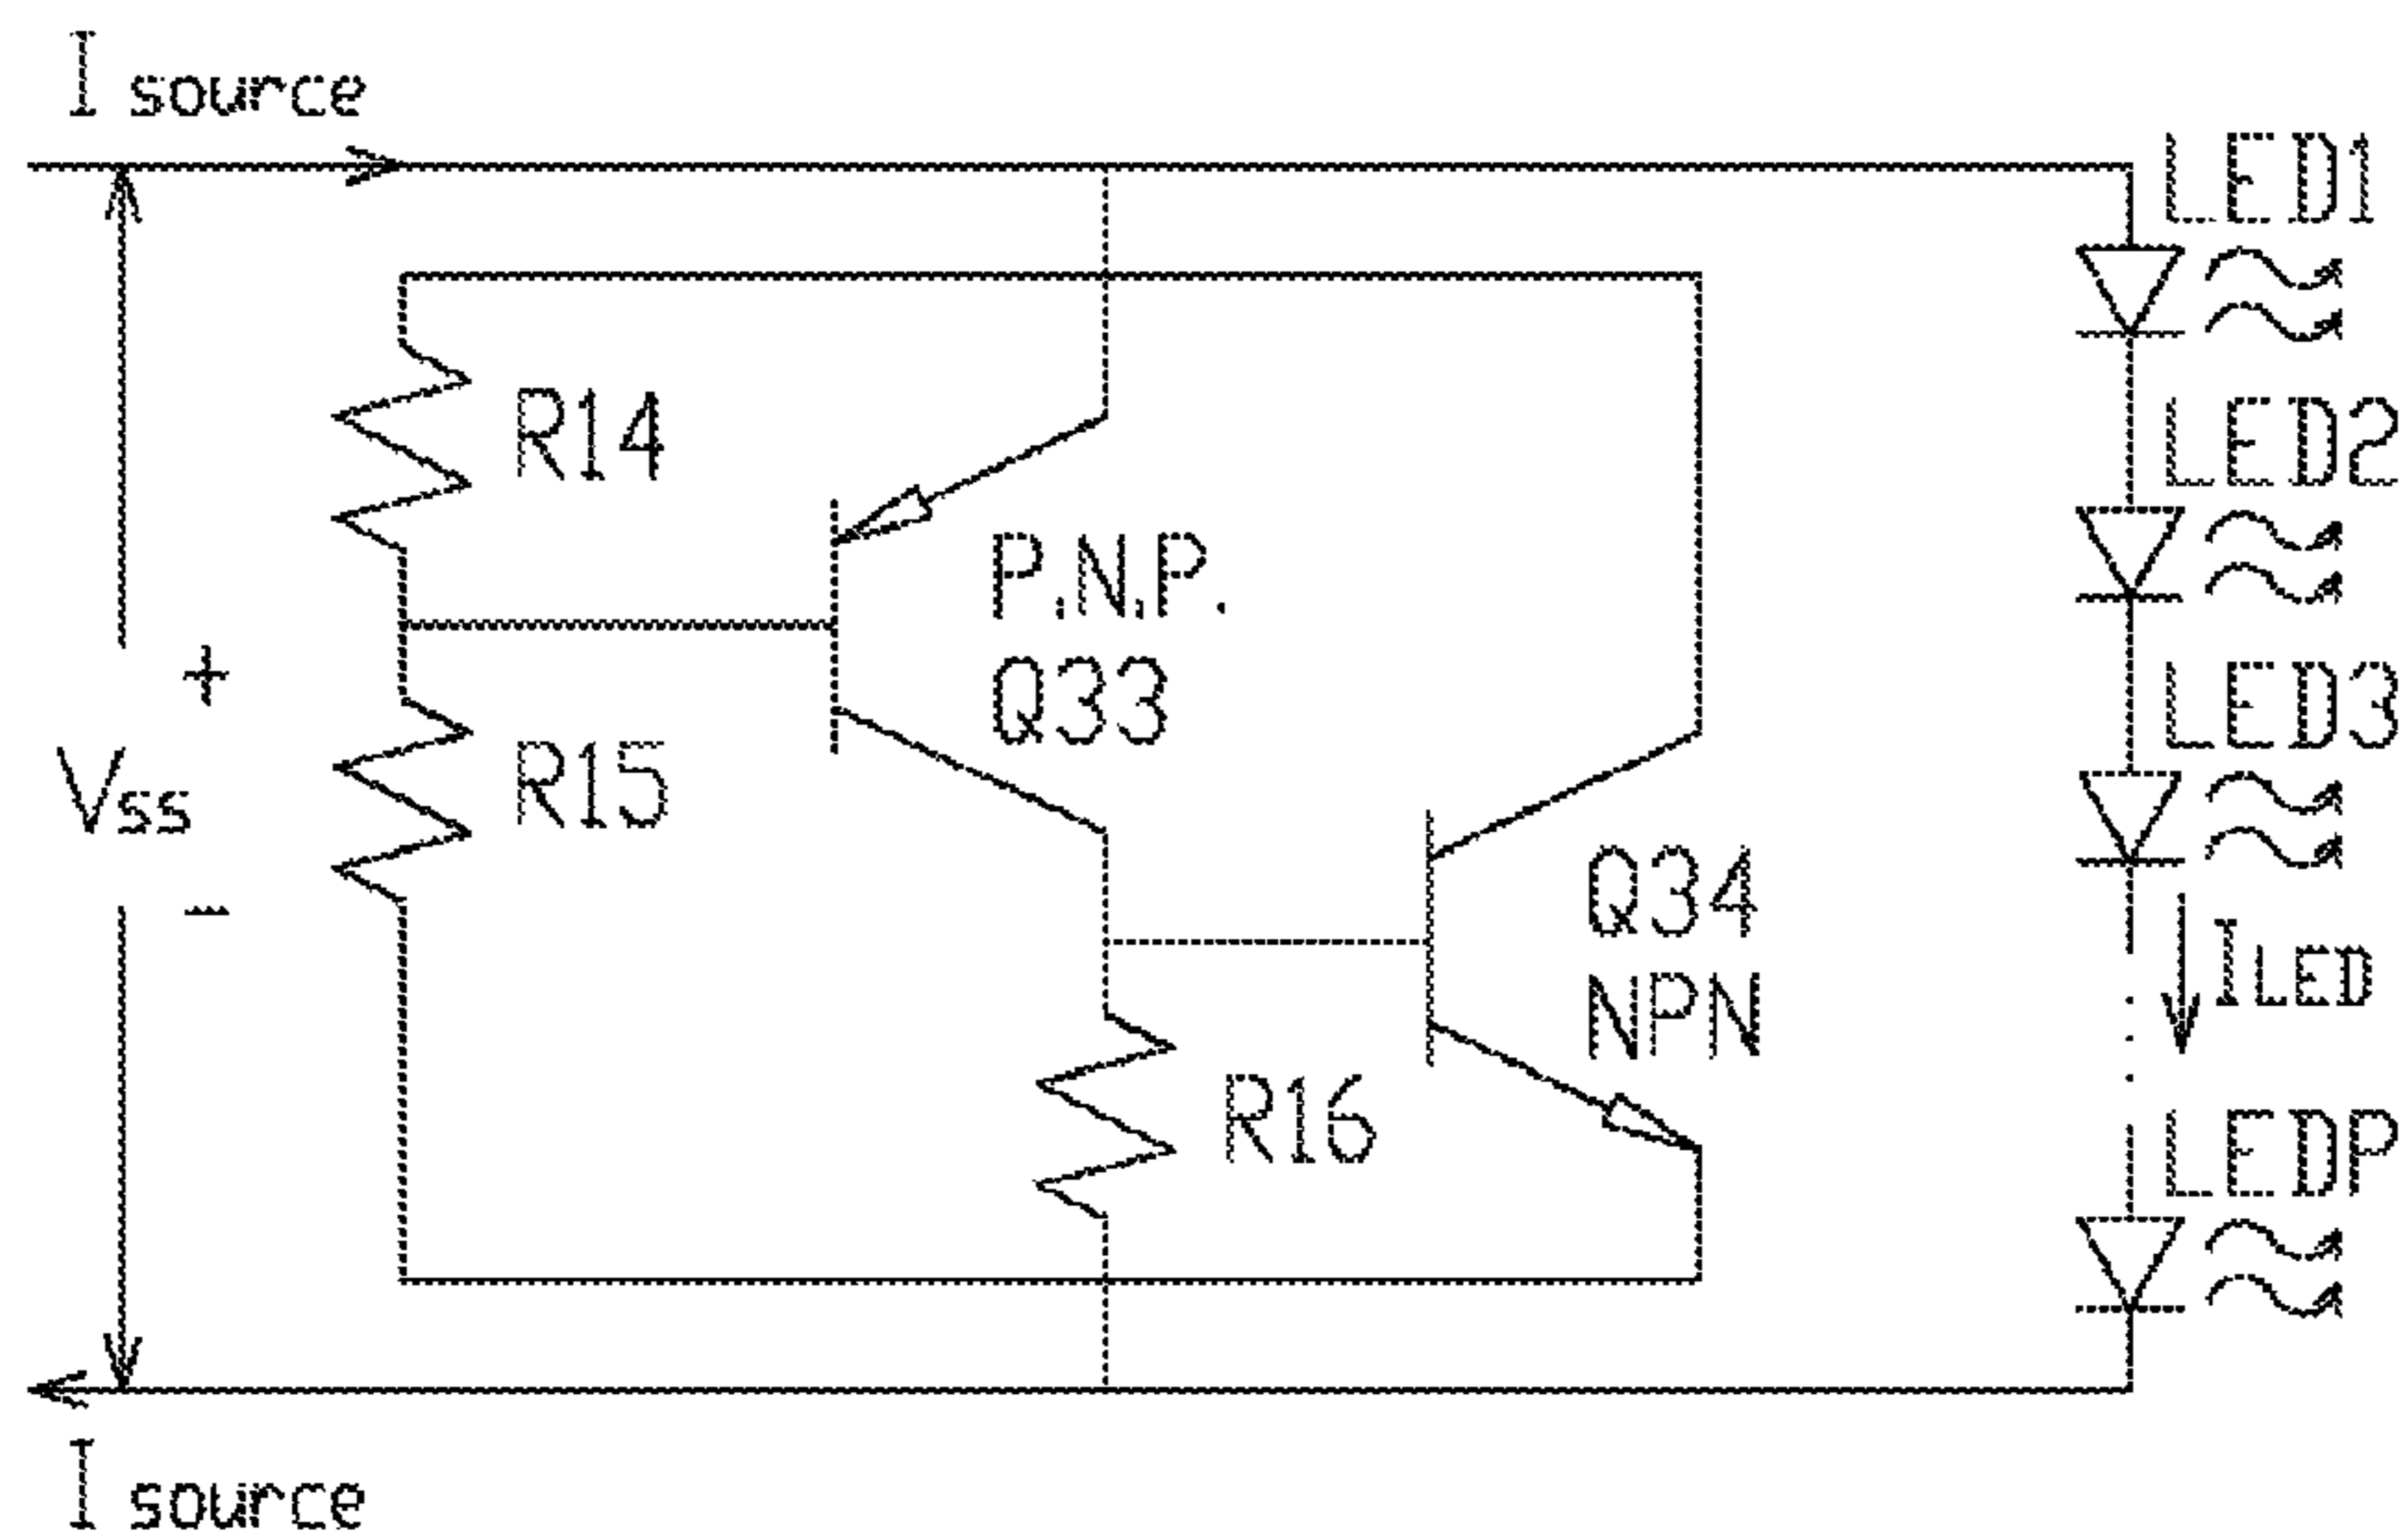 I source
LED1
R14
LED2
P.N.P.
Q33
LED3
+
Vss
-
R15
Q34
NPN
ILED
R16
LEDP
I source